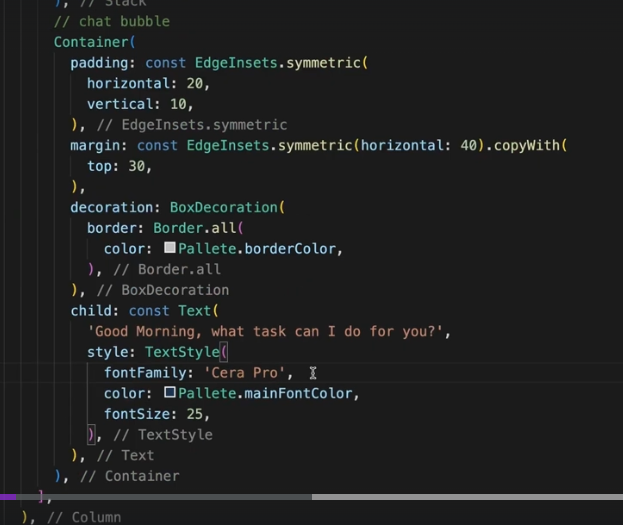 ), // Stack
// chat bubble
Container(
padding: const EdgeInsets.symmetric(
horizontal: 20,
vertical: 10,
), // EdgeInsets.symmetric
margin: const EdgeInsets.symmetric(horizontal: 40).copyWith(
top: 30,
),
decoration: BoxDecoration(
border: Border.all(
color: Pallete.borderColor,
), // Border.all
), // BoxDecoration
child: const Text(
'Good Morning, what task can I do for you?',
style: TextStyle(
fontFamily: 'Cera Pro',
color: Pallete.mainFontColor,
fontSize: 25,
), // TextStyle
), // Text
), // Container
],
), // Column